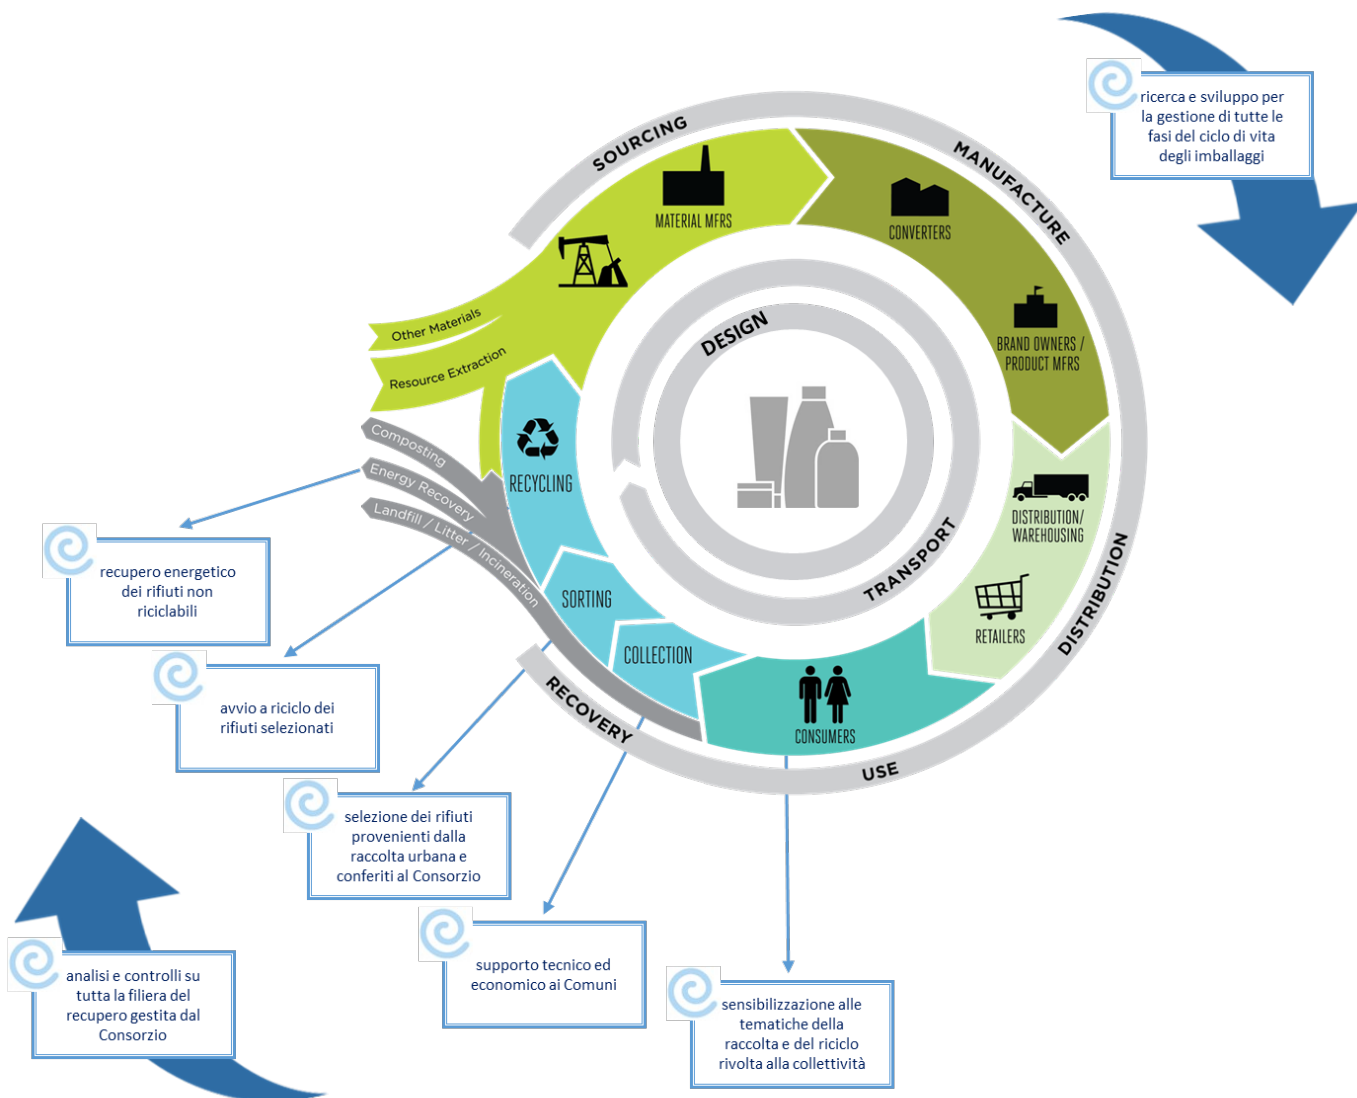 ricerca e sviluppo per
la gestione di tutte le
fasi del ciclo di vita
degli imballaggi
SOURCING
MANUFACTURE
MATERIAL MFRS
CONVERTERS
Other Materials
Resource Extraction
DESIGN
BRAND OWNERS /
PRODUCT MFRS
Composting
Energy Recovery
Landfill / Litter / Incineration
RECYCLING
DISTRIBUTION/
WAREHOUSING
TRANSPORT
DISTRIBUTION
SORTING
RETAILERS
COLLECTION
CONSUMERS
RECOVERY
USE
recupero energetico
dei rifiuti non
riciclabili
avvio a riciclo dei
rifiuti selezionati
selezione dei rifiuti
provenienti dalla
raccolta urbana e
conferiti al Consorzio
supporto tecnico ed
economico ai Comuni
analisi e controlli su
tutta la filiera del
recupero gestita dal
Consorzio
sensibilizzazione alle
tematiche della
raccolta e del riciclo
rivolta alla collettività